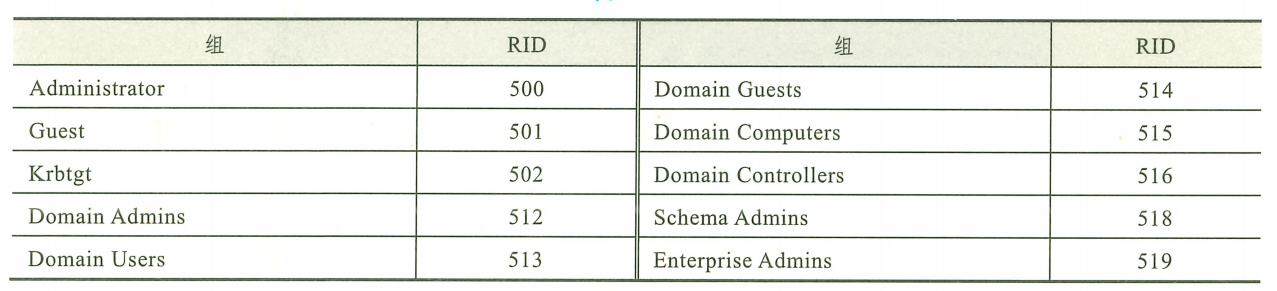 组 RID 组 RID
Administrator 500 Domain Guests 514
Guest 501 Domain Computers 515
Krbtgt 502 Domain Controllers 516
Domain Admins 512 Schema Admins 518
Domain Users 513 Enterprise Admins 519